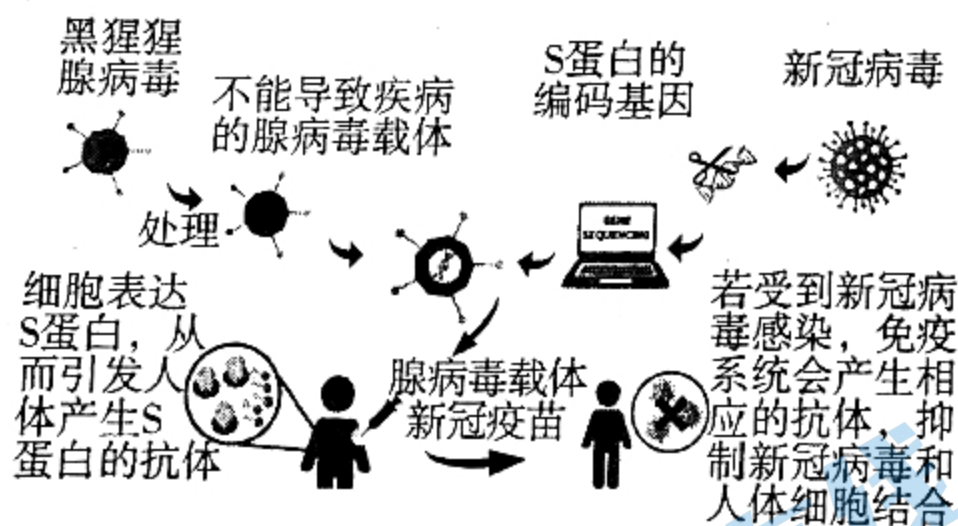 黑猩猩
腺病毒
不能导致疾病
的腺病毒载体
S蛋白的
编码基因
新冠病毒
处理
SEQUENCING
细胞表达
S蛋白，从
而引发人
体产生S
蛋白的抗体
腺病毒载体
新冠疫苗
若受到新冠病
毒感染，免疫
系统会产生相
应的抗体，抑
制新冠病毒和
人体细胞结合